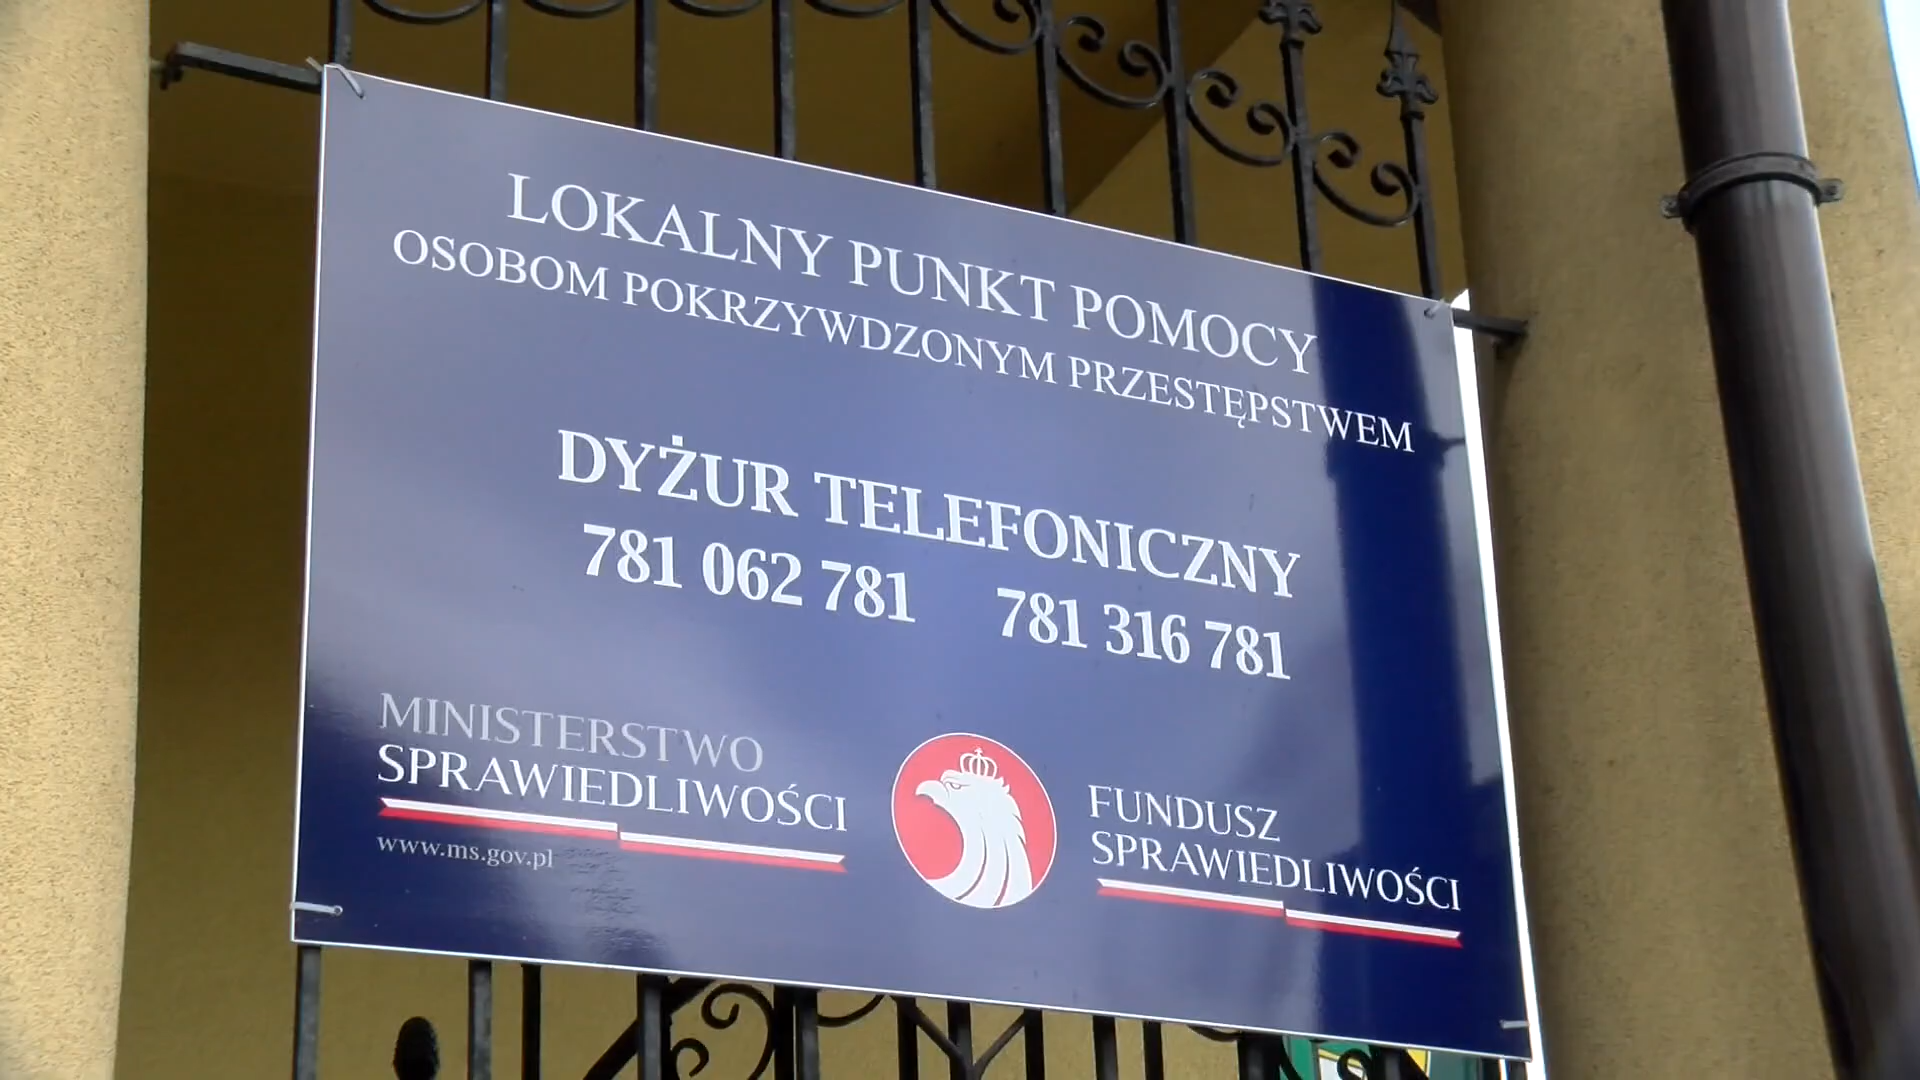 LOKALNY PUNKT POMOCY
OSOBOM POKRZYWDZONYM PRZESTĘPSTWEM
DYŻUR TELEFONICZNY
781 062 781 781 316 781
MINISTERSTWO
SPRAWIEDLIWOŚCI
www.ms.gov.pl
FUNDUSZ
SPRAWIEDLIWOŚCI